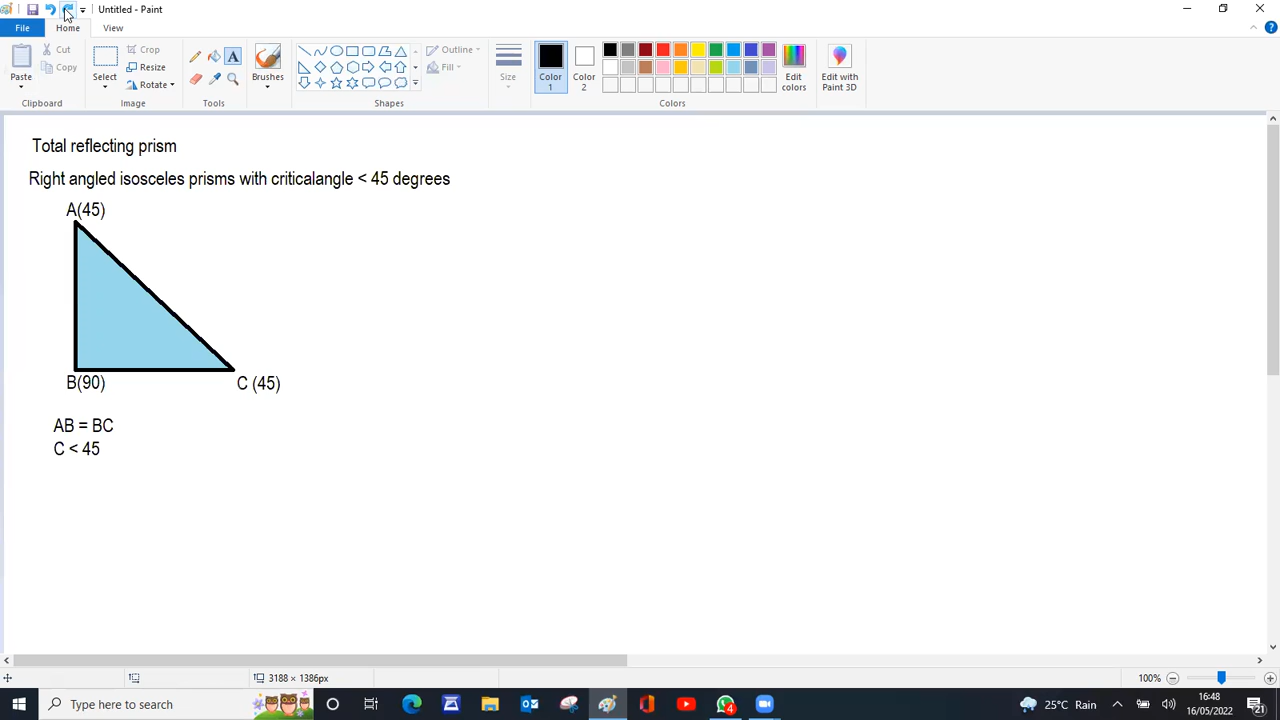 Untitled - Paint
File
Home
View
Paste
Cut
Copy
Clipboard
Select
Crop
Resize
Rotate
Image
Tools
Brushes
Outline
Fill
Shapes
Size
Color 1
Color 2
Edit colors
Colors
Edit with Paint 3D
Total reflecting prism
Right angled isosceles prisms with criticalangle < 45 degrees
A(45)
B(90)
C (45)
AB = BC
C < 45
3188 × 1386px
100%
Type here to search
4
25°C Rain
16:48
16/05/2022
21